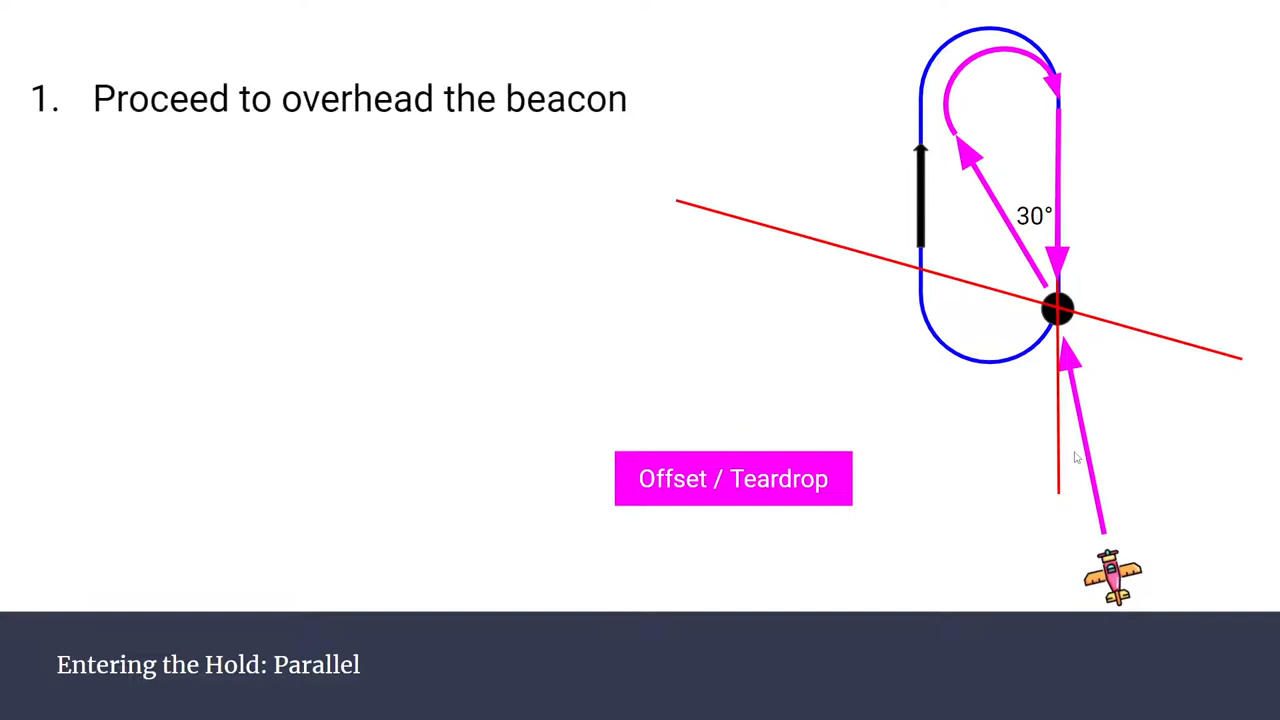 1. Proceed to overhead the beacon
30°
Offset / Teardrop
Entering the Hold: Parallel